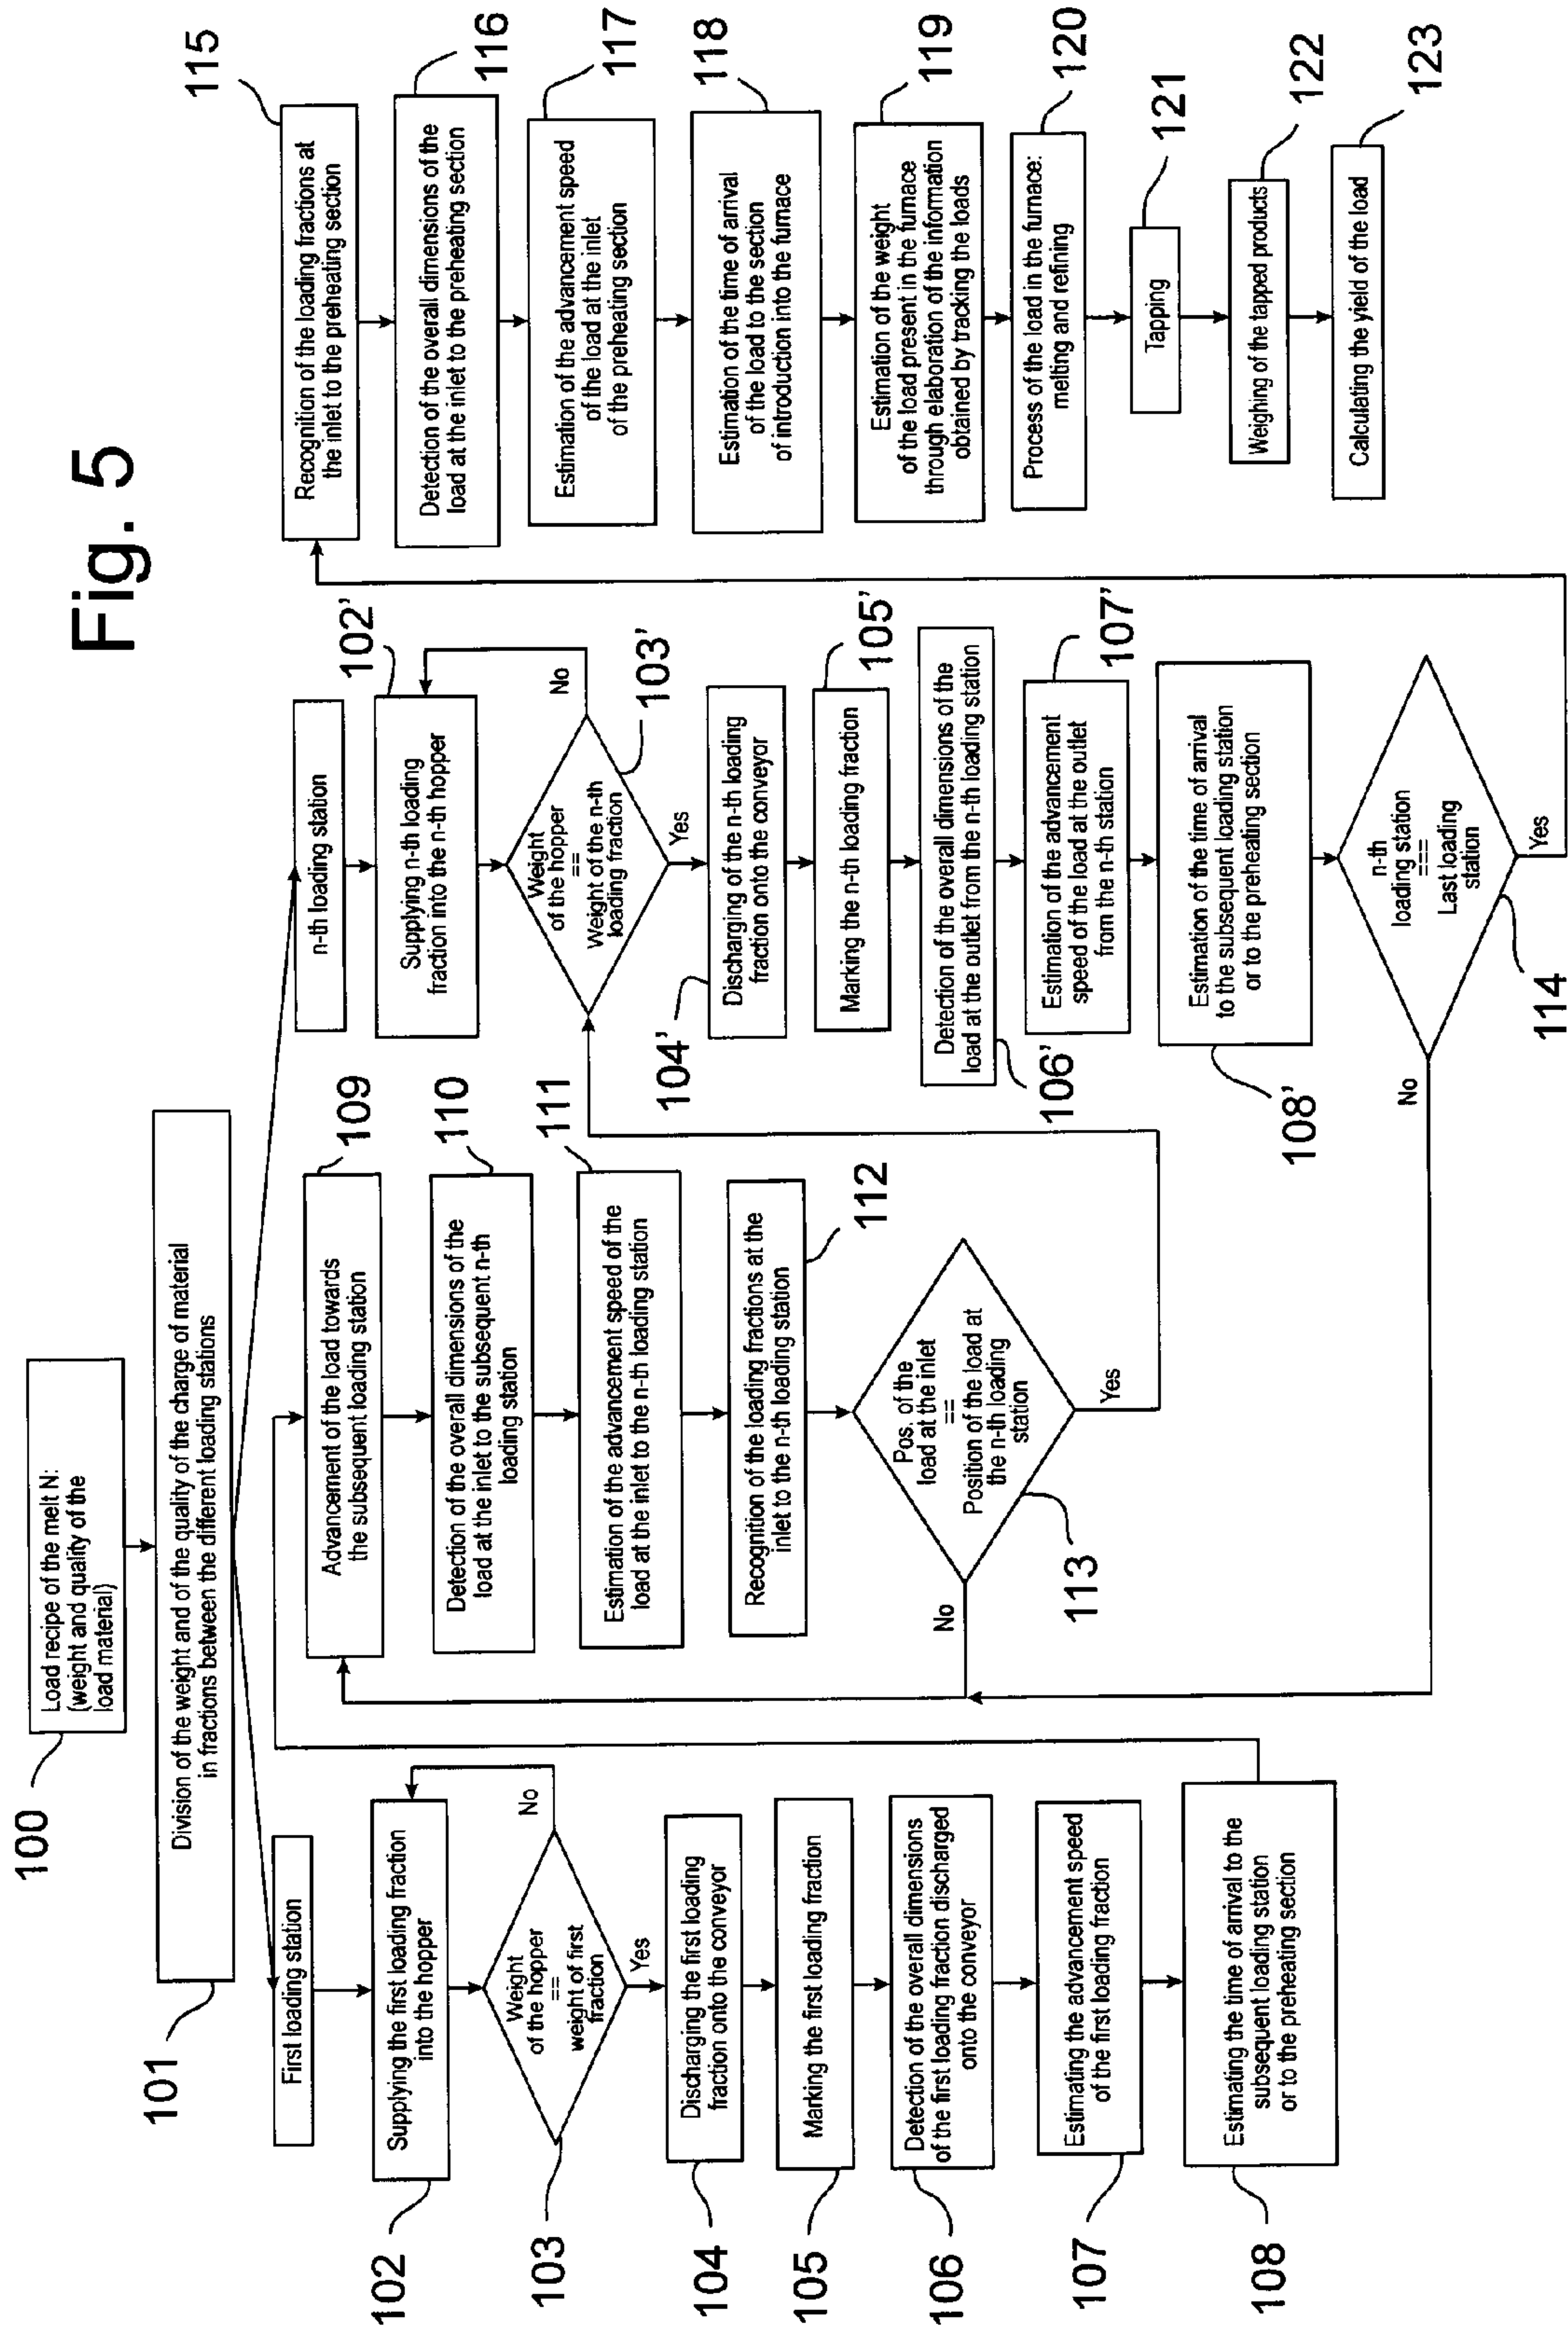 Fig. 5
100
Load recipe of the melt N:
(weight and quality of the
load material)
101
Division of the weight and of the quality of the charge of material
in fractions between the different loading stations
First loading station
102
Supplying the first loading fraction
into the hopper
103
Weight
of the hopper
==
weight of first
fraction
No
Yes
104
Discharging the first loading
fraction onto the conveyor
105
Marking the first loading fraction
106
Detection of the overall dimensions
of the first loading fraction discharged
onto the conveyor
107
Estimating the advancement speed
of the first loading fraction
108
Estimating the time of arrival to the
subsequent loading station
or to the preheating section
109
Advancement of the load towards
the subsequent loading station
110
Detection of the overall dimensions of the
load at the inlet to the subsequent n-th
loading station
111
Estimation of the advancement speed of the
load at the inlet to the n-th loading station
112
Recognition of the loading fractions at the
inlet to the n-th loading station
113
Pos. of the
load at the inlet
==
Position of the load at
the n-th loading
station
No
Yes
n-th loading station
102'
Supplying n-th loading
fraction into the n-th hopper
103'
Weight
of the hopper
==
Weight of the n-th
loading fraction
No
Yes
104'
Discharging of the n-th loading
fraction onto the conveyor
105'
Marking the n-th loading fraction
106'
Detection of the overall dimensions of the
load at the outlet from the n-th loading station
107'
Estimation of the advancement
speed of the load at the outlet
from the n-th station
108'
Estimation of the time of arrival
to the subsequent loading station
or to the preheating section
114
n-th
loading station
===
Last loading
station
No
Yes
115
Recognition of the loading fractions at
the inlet to the preheating section
116
Detection of the overall dimensions of the
load at the inlet to the preheating section
117
Estimation of the advancement speed
of the load at the inlet
of the preheating section
118
Estimation of the time of arrival
of the load to the section
of introduction into the furnace
119
Estimation of the weight
of the load present in the furnace
through elaboration of the information
obtained by tracking the loads
120
Process of the load in the furnace:
melting and refining
121
Tapping
122
Weighing of the tapped products
123
Calculating the yield of the load